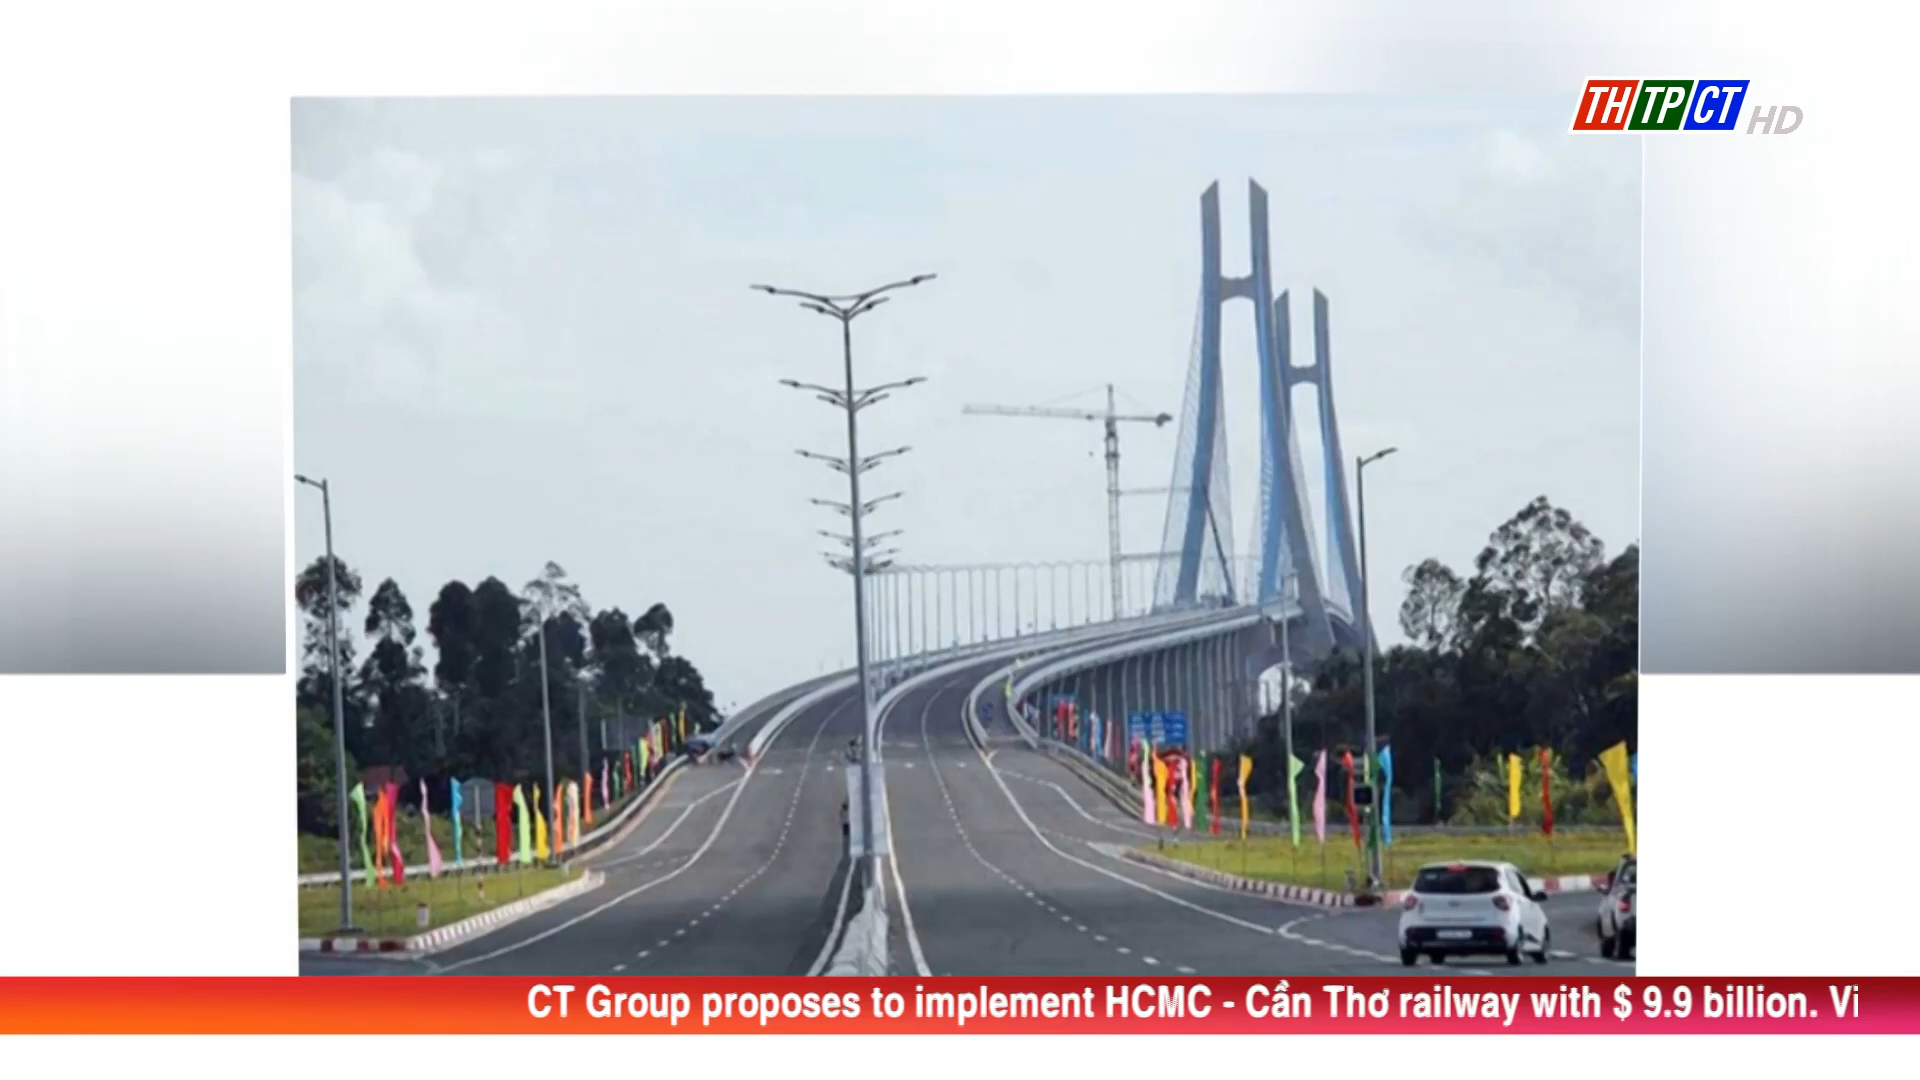 THTPCT HD
CT Group proposes to implement HCMC - Cần Thơ railway with $ 9.9 billion. Vi